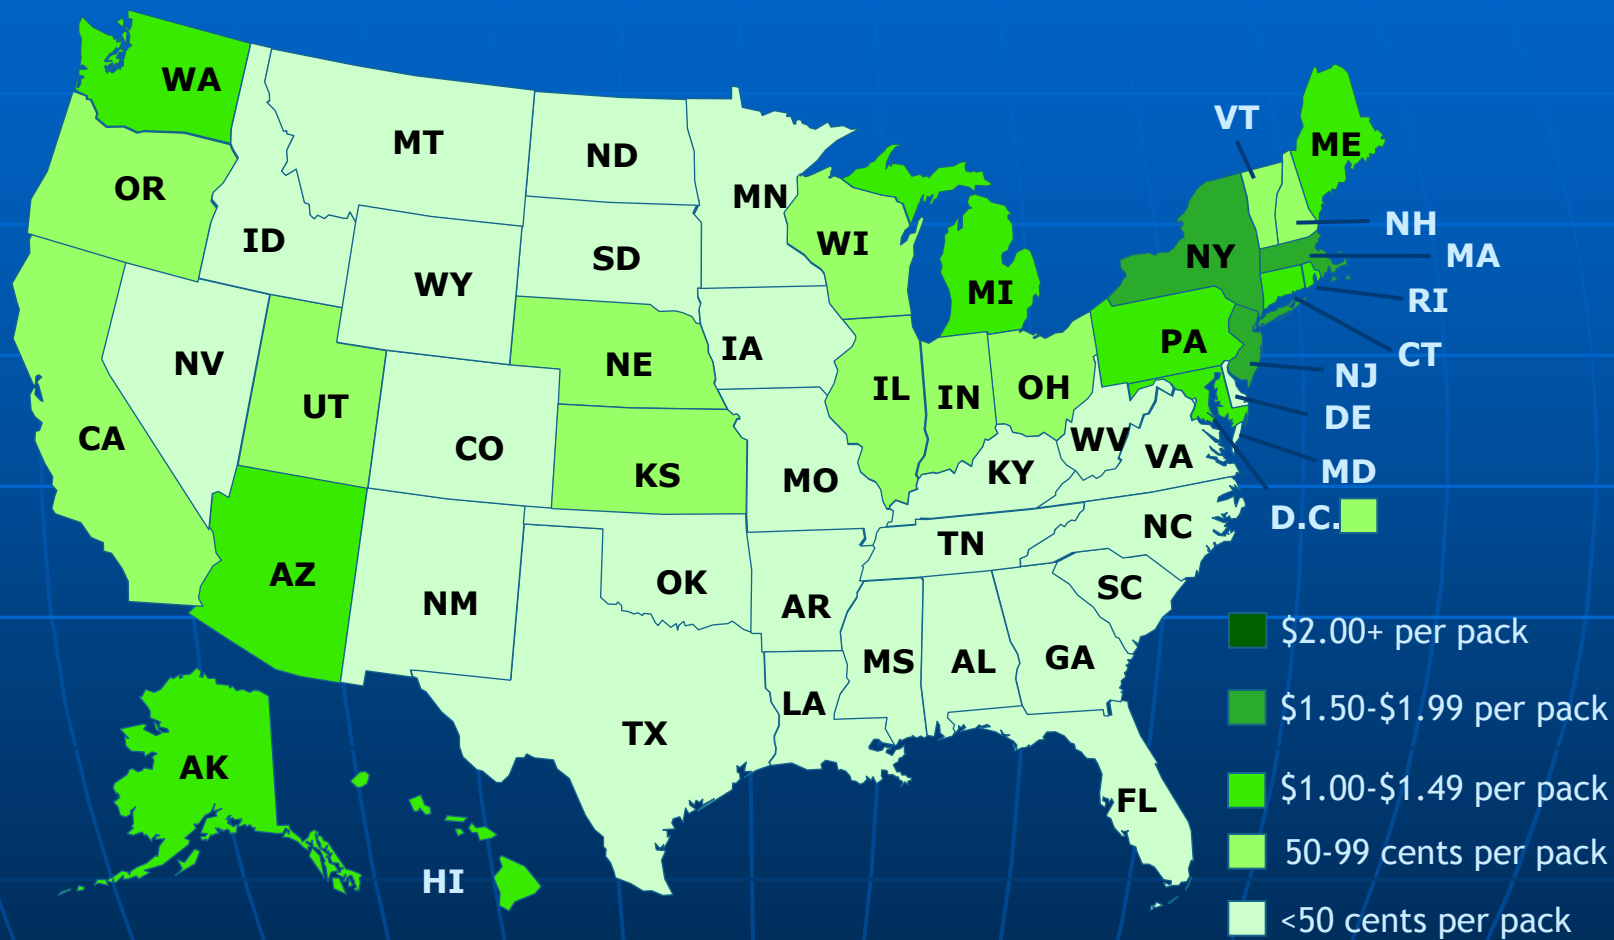 WA
MT
ND
MN
VT
ME
OR
ID
WY
SD
WI
MI
NY
NH
MA
RI
CT
NV
UT
NE
IA
IL
IN
OH
PA
NJ
DE
CA
CO
KS
MO
KY
WV
VA
MD
D.C.
AZ
NM
OK
AR
TN
NC
SC
MS
AL
GA
LA
TX
FL
AK
HI
$2.00+ per pack
$1.50-$1.99 per pack
$1.00-$1.49 per pack
50-99 cents per pack
<50 cents per pack